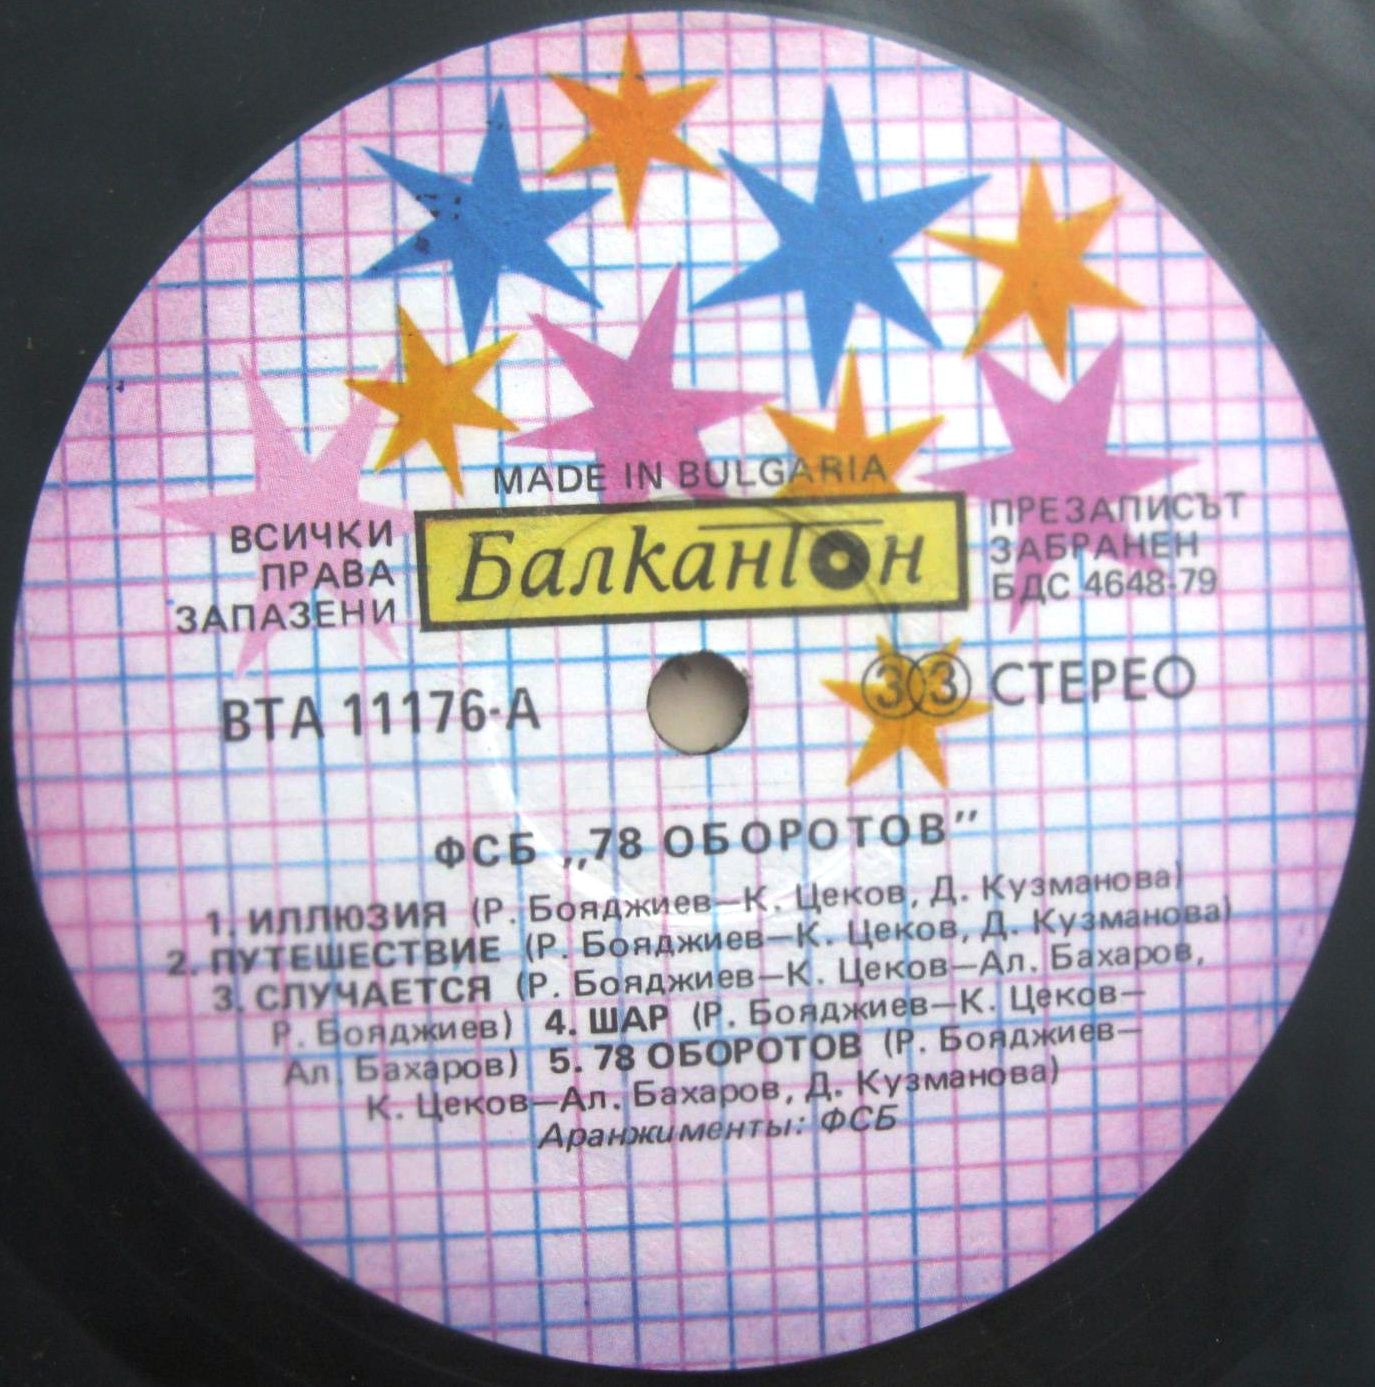 MADE IN BULGARIA
ВСИЧКИ
ПРАВА
ЗАПАЗЕНИ
Балкантон
ПРЕЗАПИСЪТ
ЗАБРАНЕН
БДС 4648-79
ВТА 11176-А
33 СТЕРЕО
ФСБ „78 ОБОРОТОВ”
1. ИЛЛЮЗИЯ (Р. Бояджиев—К. Цеков, Д. Кузманова)
2. ПУТЕШЕСТВИЕ (Р. Бояджиев—К. Цеков, Д. Кузманова)
3. СЛУЧАЕТСЯ (Р. Бояджиев—К. Цеков—Ал. Бахаров,
Р. Бояджиев) 4. ШАР (Р. Бояджиев—К. Цеков—
Ал. Бахаров) 5. 78 ОБОРОТОВ (Р. Бояджиев—
К. Цеков—Ал. Бахаров, Д. Кузманова)
Аранжименты: ФСБ